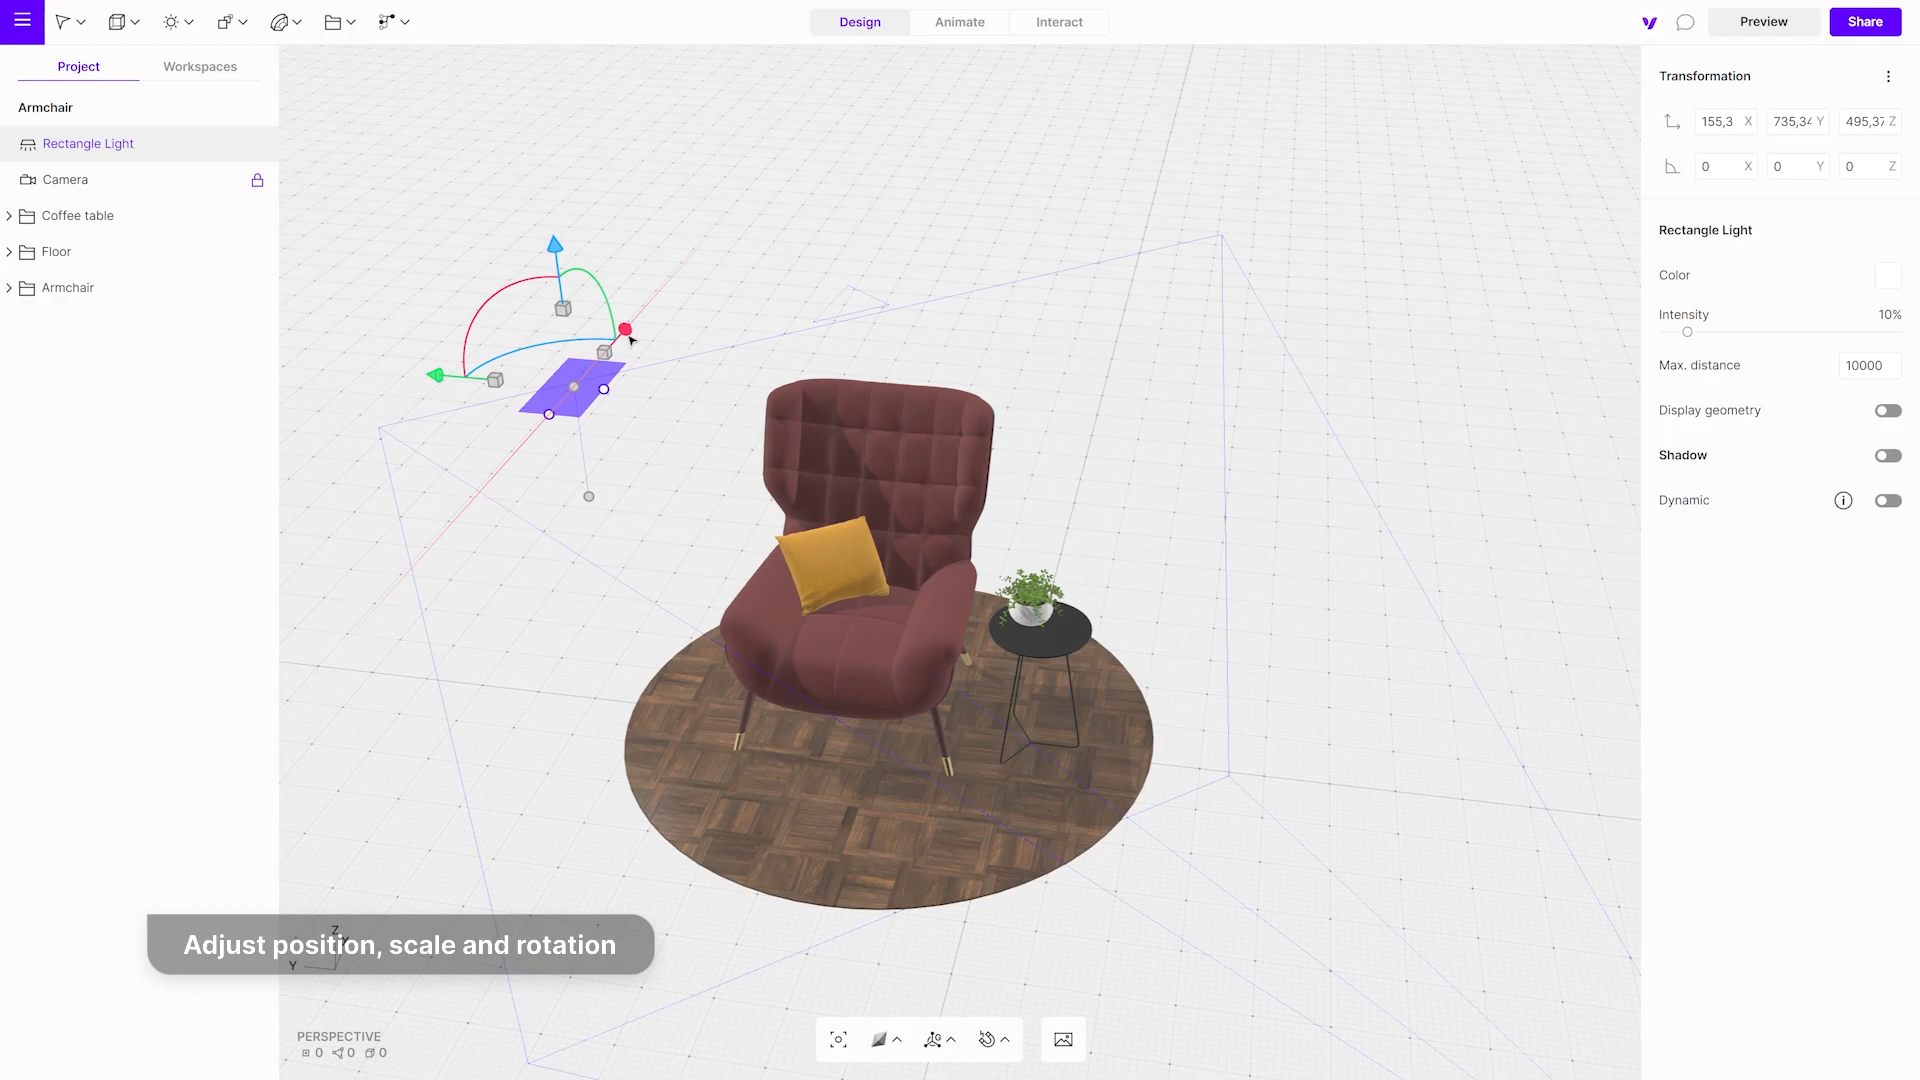 Design
Animate
Interact
Preview
Share
Project
Workspaces
Armchair
Rectangle Light
Camera
Coffee table
Floor
Armchair
Transformation
155,3 X
735,34 Y
495,37 Z
0 X
0 Y
0 Z
Rectangle Light
Color
Intensity
10%
Max. distance
10000
Display geometry
Shadow
Dynamic
Z
Y
Adjust position, scale and rotation
PERSPECTIVE
0 0 0